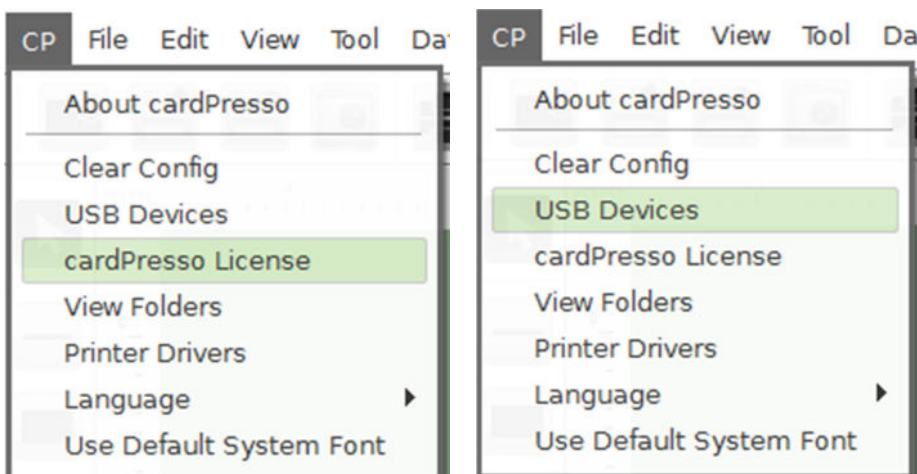 CP File Edit View Tool Da
About cardPresso
Clear Config
USB Devices
cardPresso License
View Folders
Printer Drivers
Language
Use Default System Font
CP File Edit View Tool Da
About cardPresso
Clear Config
USB Devices
cardPresso License
View Folders
Printer Drivers
Language
Use Default System Font